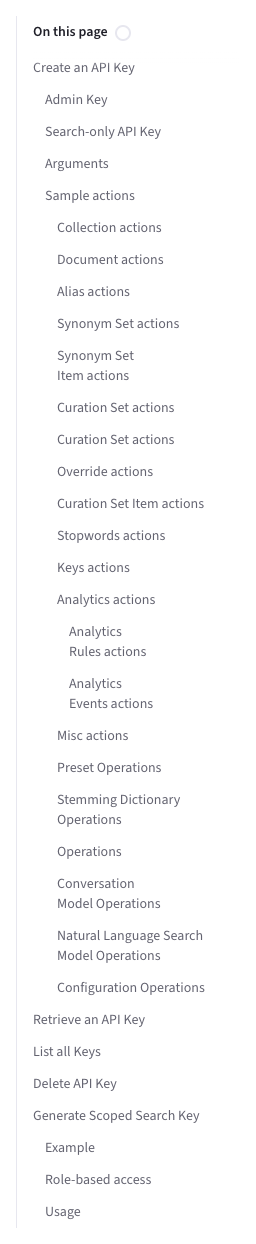 On this page
Create an API Key
Admin Key
Search-only API Key
Arguments
Sample actions
Collection actions
Document actions
Alias actions
Synonym Set actions
Synonym Set
Item actions
Curation Set actions
Curation Set actions
Override actions
Curation Set Item actions
Stopwords actions
Keys actions
Analytics actions
Analytics
Rules actions
Analytics
Events actions
Misc actions
Preset Operations
Stemming Dictionary
Operations
Operations
Conversation
Model Operations
Natural Language Search
Model Operations
Configuration Operations
Retrieve an API Key
List all Keys
Delete API Key
Generate Scoped Search Key
Example
Role-based access
Usage